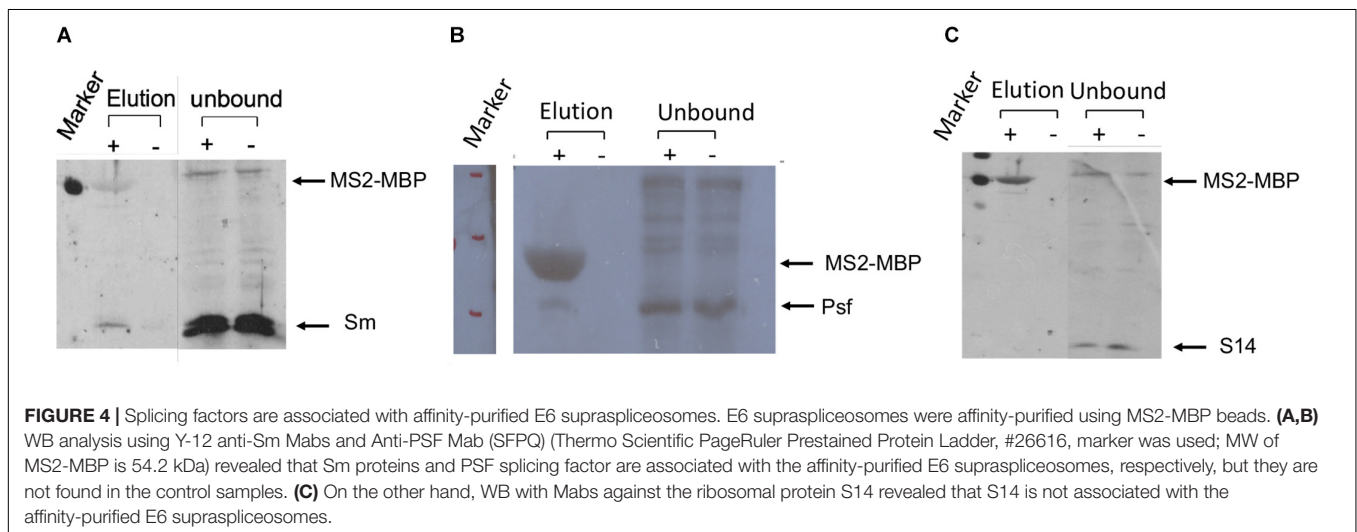 A
Marker
Elution
unbound
+
-
+
-
MS2-MBP
Sm
B
Marker
Elution
Unbound
+
-
+
-
MS2-MBP
Psf
C
Marker
Elution
Unbound
+
-
+
-
MS2-MBP
S14
FIGURE 4 | Splicing factors are associated with affinity-purified E6 supraspliceosomes. E6 supraspliceosomes were affinity-purified using MS2-MBP beads. (A,B)
WB analysis using Y-12 anti-Sm Mabs and Anti-PSF Mab (SFPQ) (Thermo Scientific PageRuler Prestained Protein Ladder, #26616, marker was used; MW of
MS2-MBP is 54.2 kDa) revealed that Sm proteins and PSF splicing factor are associated with the affinity-purified E6 supraspliceosomes, respectively, but they are
not found in the control samples. (C) On the other hand, WB with Mabs against the ribosomal protein S14 revealed that S14 is not associated with the
affinity-purified E6 supraspliceosomes.